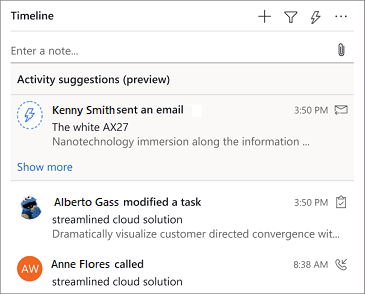 Timeline
Enter a note...
Activity suggestions (preview)
Kenny Smith sent an email 3:50 PM
The white AX27
Nanotechnology immersion along the information ...
Show more
Alberto Gass modified a task 3:50 PM
streamlined cloud solution
Dramatically visualize customer directed convergence wit...
AW Anne Flores called 8:38 AM
streamlined cloud solution